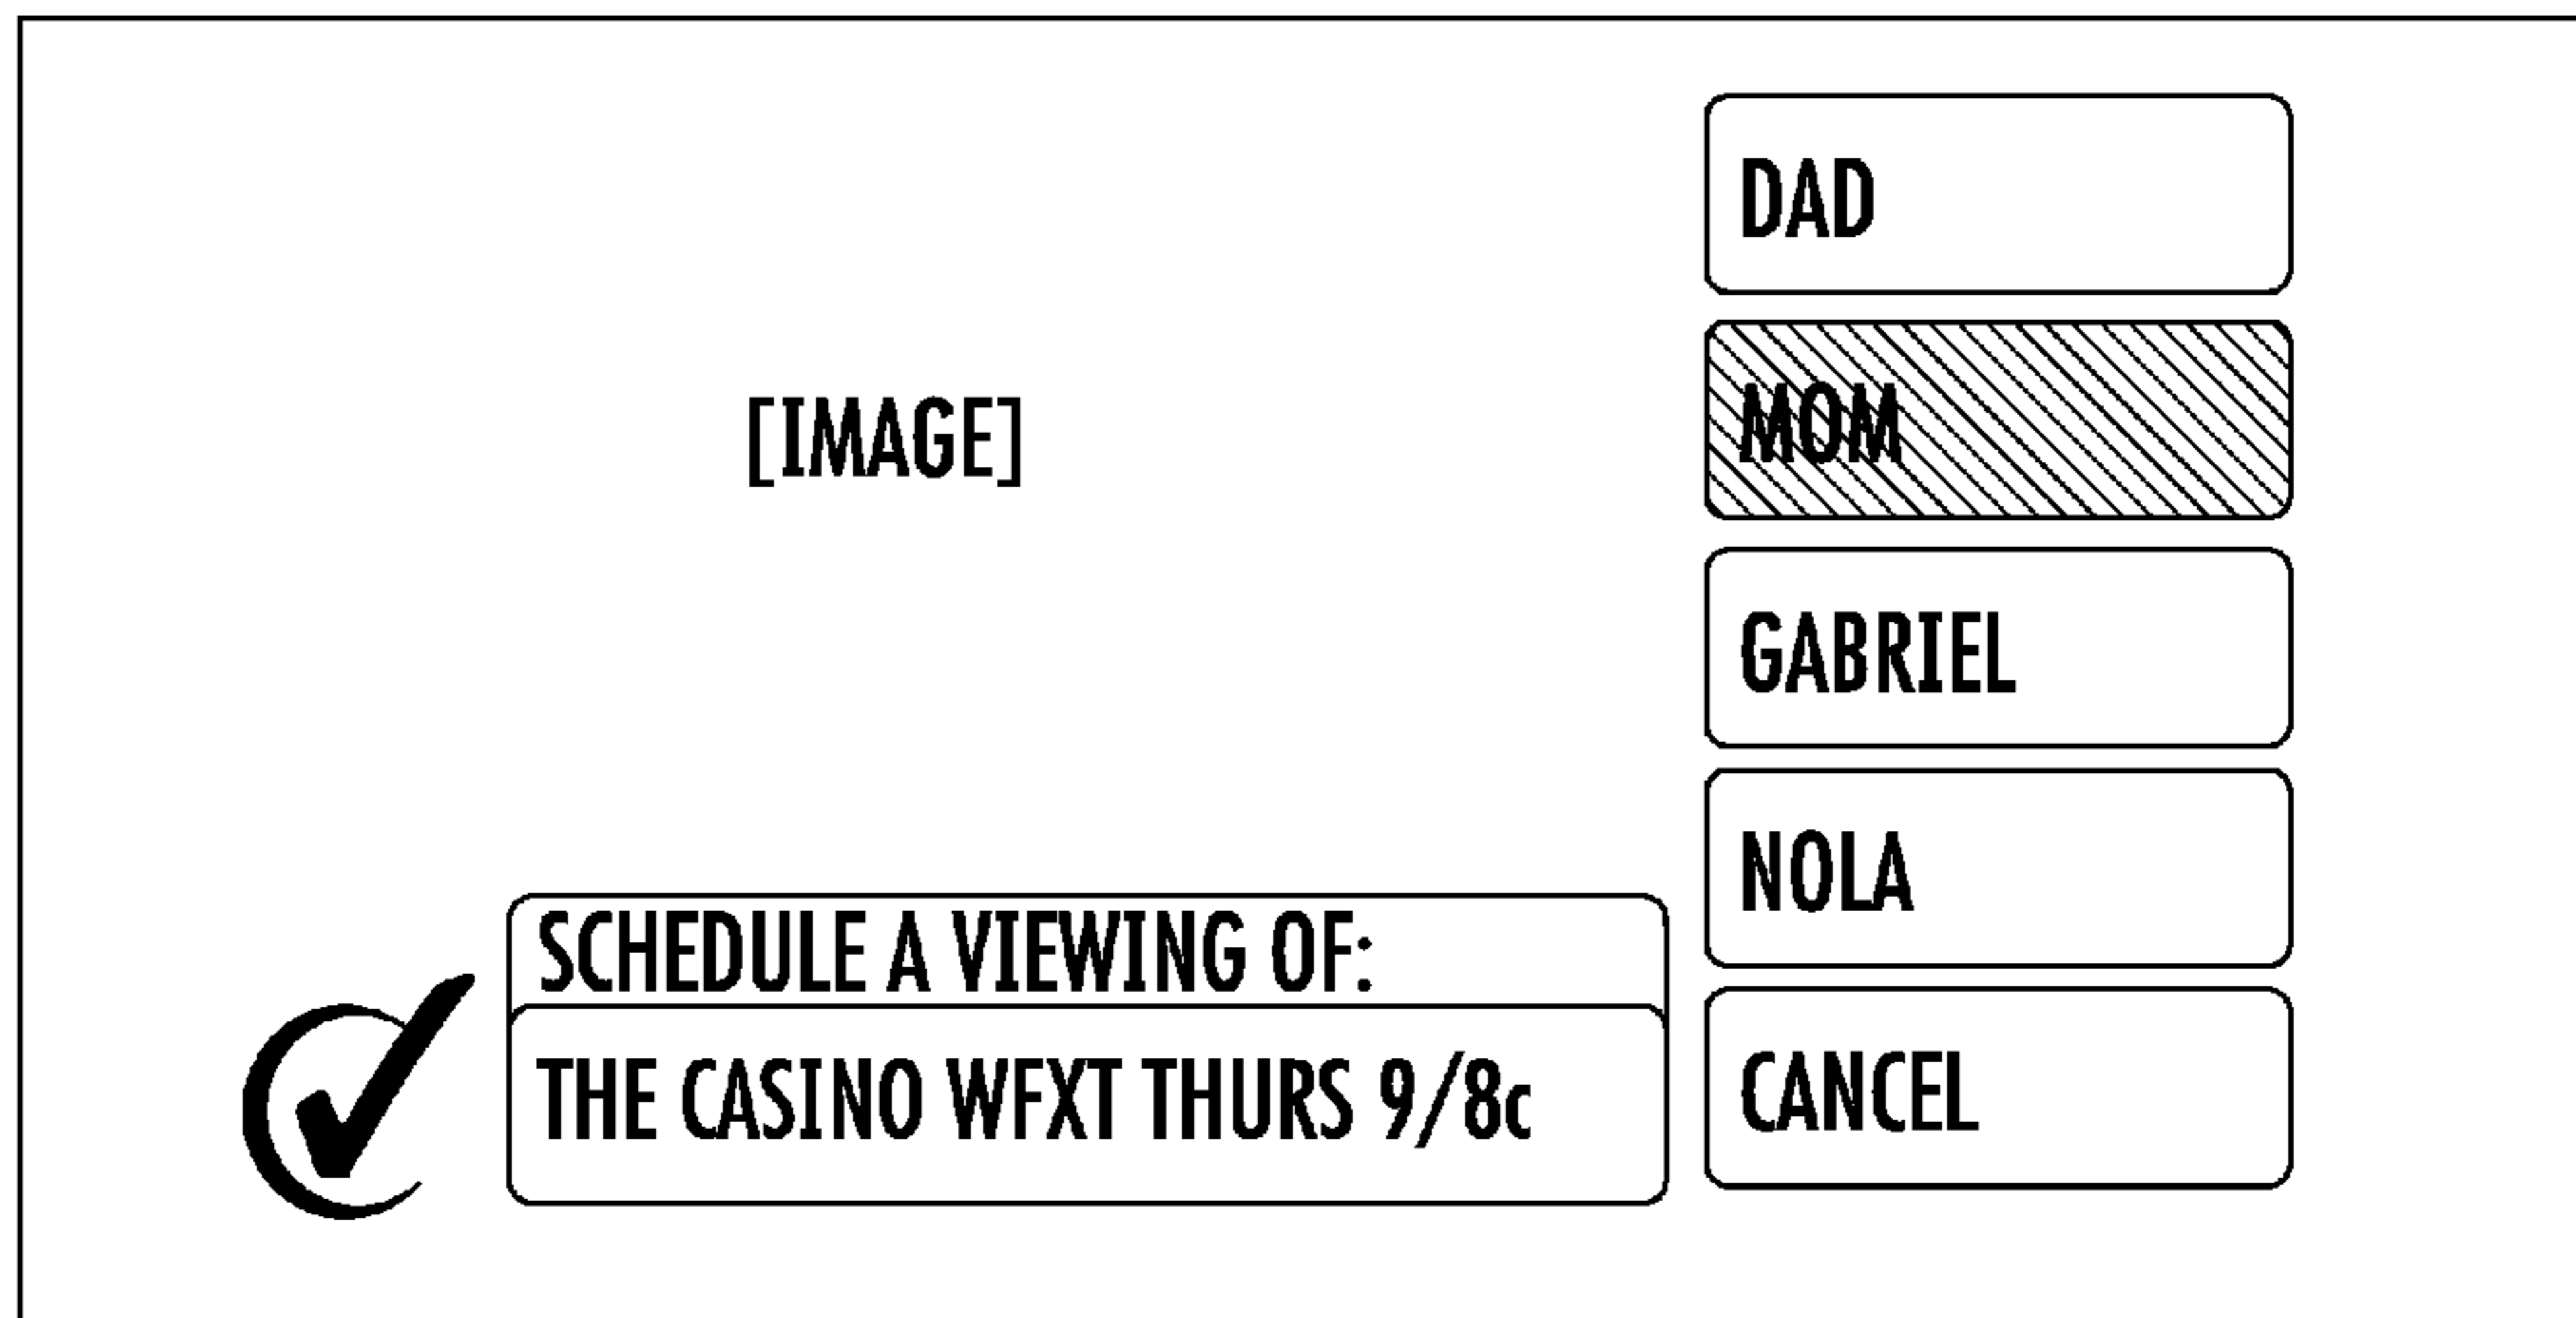 [IMAGE]
SCHEDULE A VIEWING OF:
THE CASINO WFXT THURS 9/8c
DAD
MOM
GABRIEL
NOLA
CANCEL